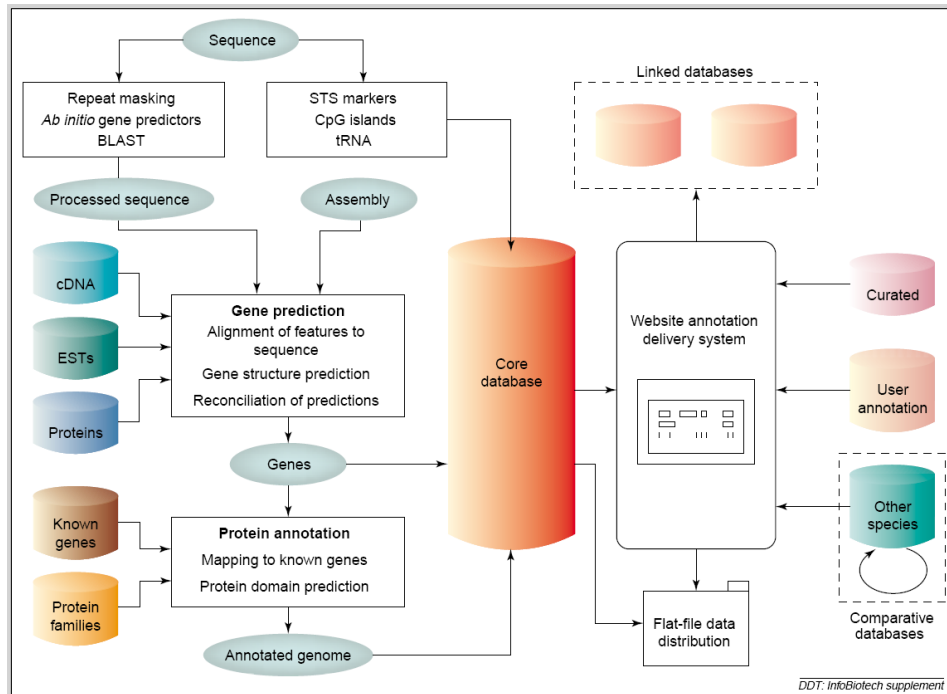 Sequence
Linked databases
Repeat masking
Ab initio gene predictors
BLAST
STS markers
CpG islands
tRNA
Processed sequence
Assembly
cDNA
ESTs
Proteins
Gene prediction
Alignment of features to
sequence
Gene structure prediction
Reconciliation of predictions
Core
database
Website annotation
delivery system
Curated
User
annotation
Genes
Other
species
Known
genes
Protein
families
Protein annotation
Mapping to known genes
Protein domain prediction
Flat-file data
distribution
Comparative
databases
Annotated genome
DDT: InfoBiotech supplement